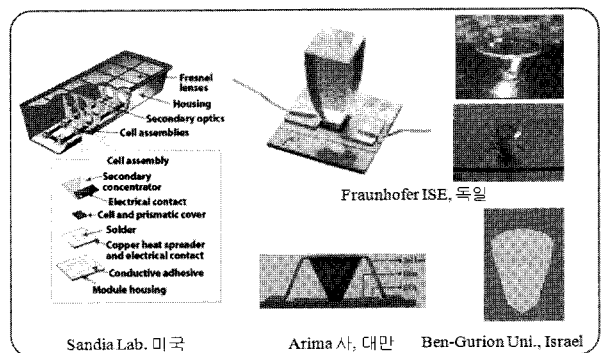 Fresnel
lenses
Housing
Secondary optics
Cell assemblies
Cell assembly
Secondary
concentrator
Electrical contact
Cell and prismatic cover
Solder
Copper heat spreader
and electrical contact
Conductive adhesive
Module housing
Sandia Lab. 미국
Fraunhofer ISE, 독일
Arima 사, 대만
Ben-Gurion Uni., Israel